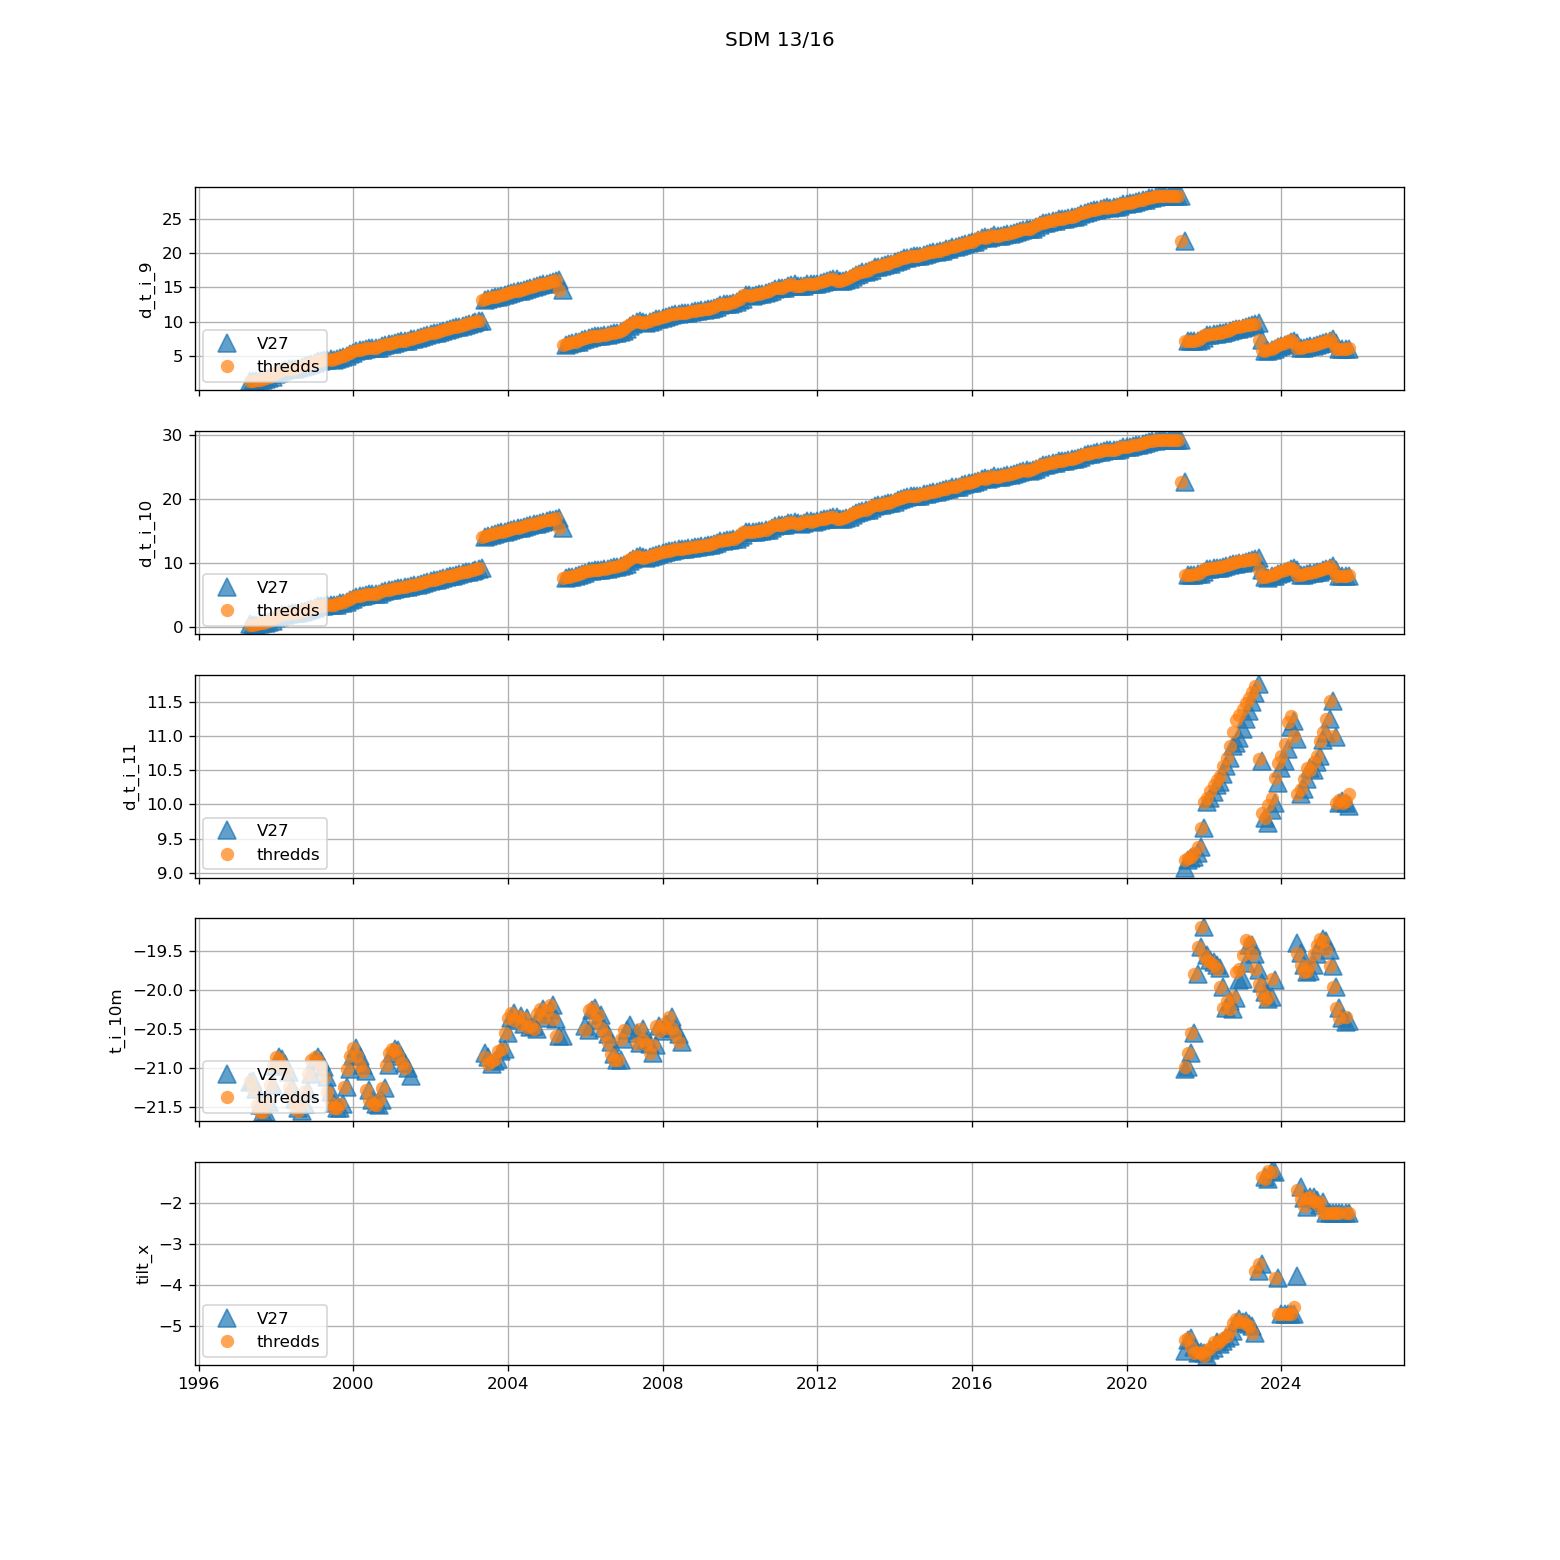 SDM 13/16
25
20
15
10
5
d_t_i_9
V27
thredds
30
20
10
0
d_t_i_10
V27
thredds
11.5
11.0
10.5
10.0
9.5
9.0
d_t_i_11
V27
thredds
−19.5
−20.0
−20.5
−21.0
−21.5
t_i_10m
V27
thredds
−2
−3
−4
−5
tilt_x
V27
thredds
1996 2000 2004 2008 2012 2016 2020 2024